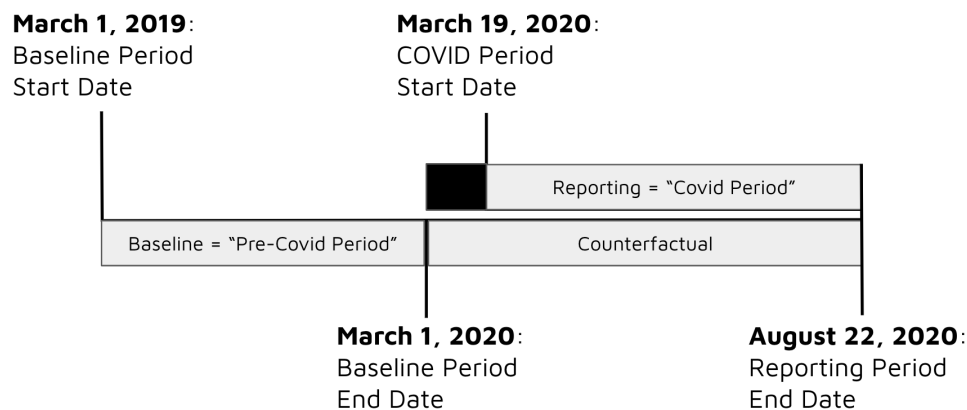 March 1, 2019:
Baseline Period
Start Date
March 19, 2020:
COVID Period
Start Date
Reporting = “Covid Period”
Baseline = “Pre-Covid Period”
Counterfactual
March 1, 2020:
Baseline Period
End Date
August 22, 2020:
Reporting Period
End Date